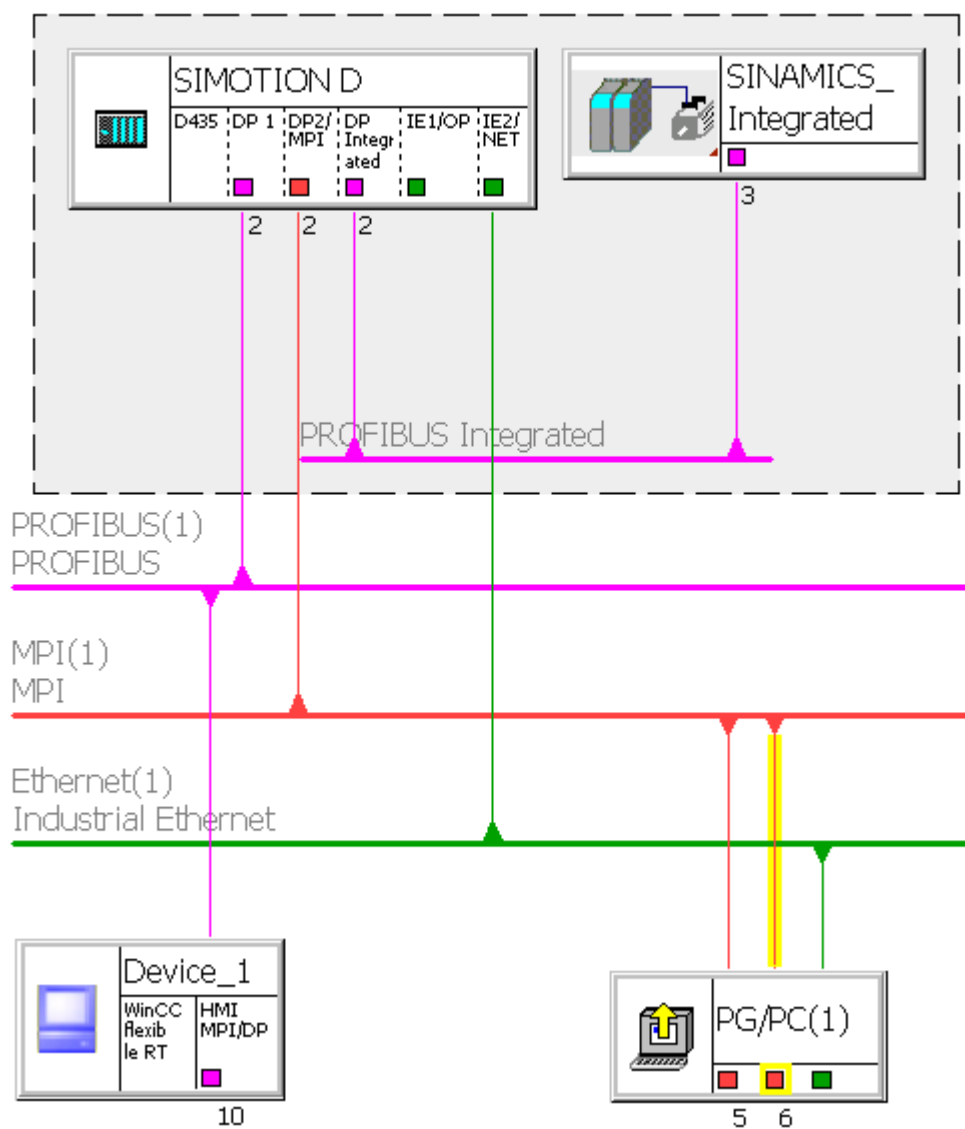 SIMOTION D
D435
DP 1
DP2/
MPI
DP
Integr
ated
IE1/OP
IE2/
NET
2
2
2
SINAMICS_
Integrated
3
PROFIBUS Integrated
PROFIBUS(1)
PROFIBUS
MPI(1)
MPI
Ethernet(1)
Industrial Ethernet
Device_1
WinCC
flexib
le RT
HMI
MPI/DP
10
PG/PC(1)
5
6